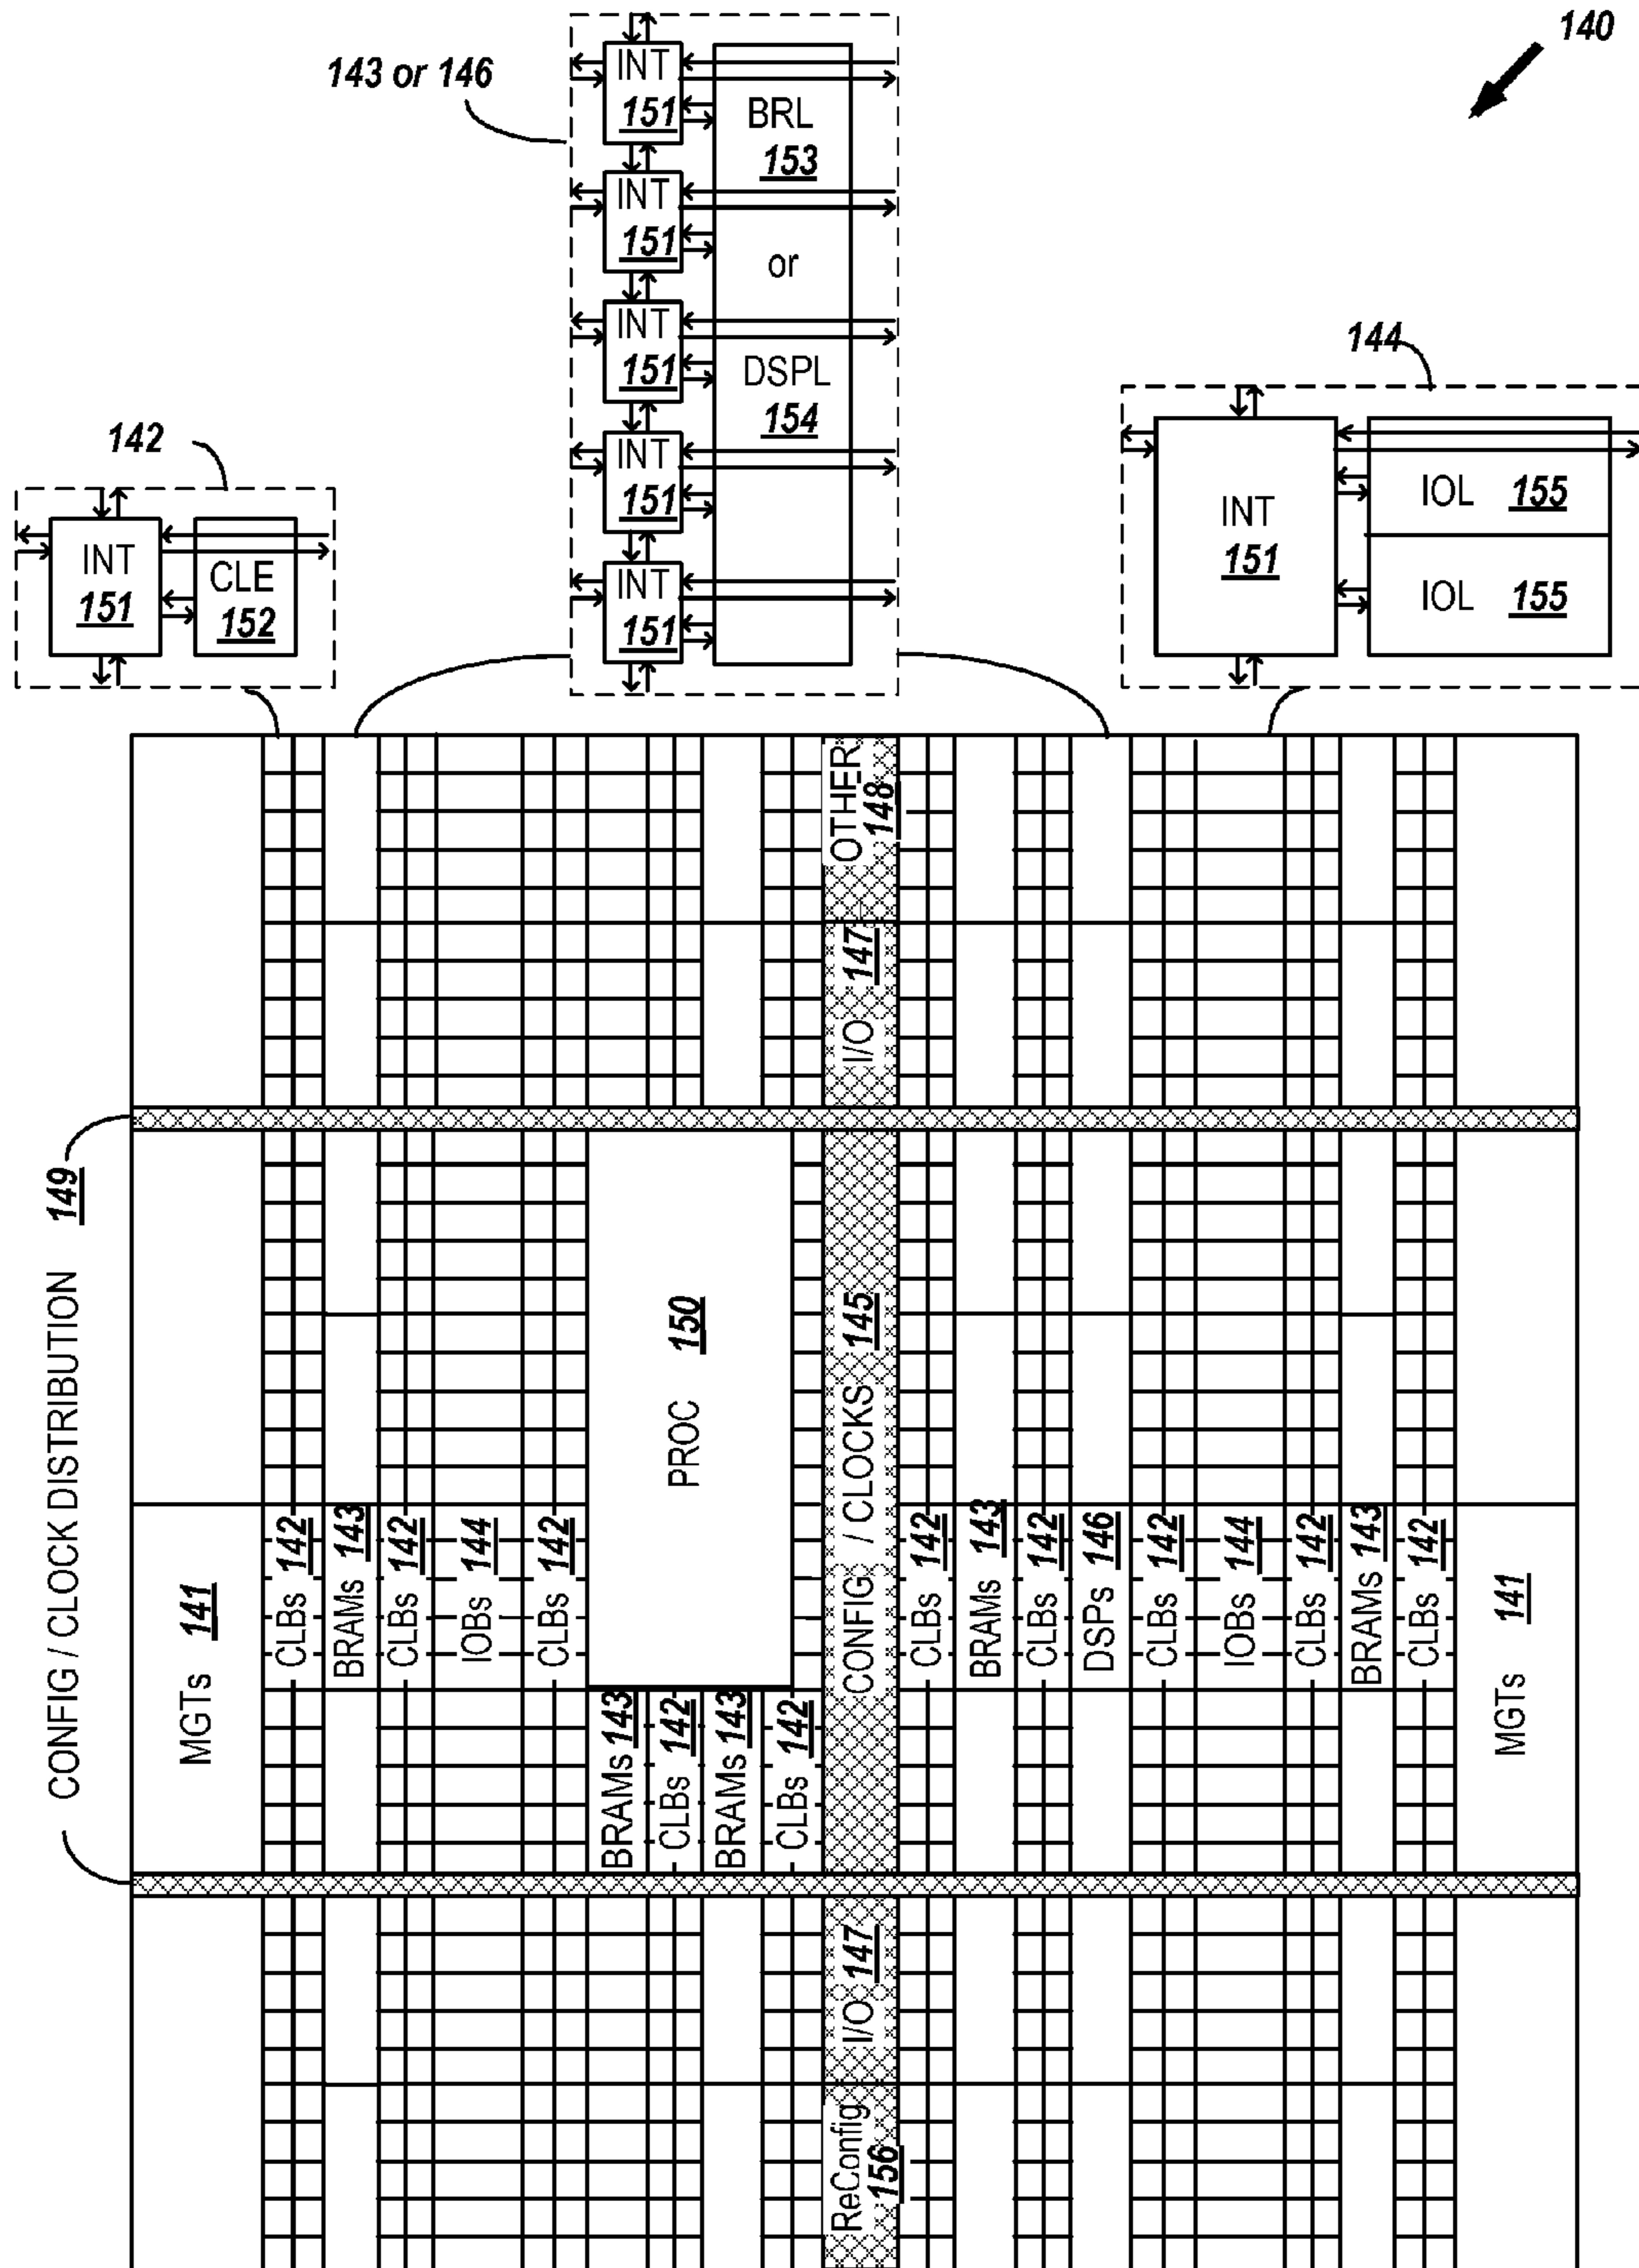 140
143 or 146
INT
151
INT
151
INT
151
INT
151
INT
151
BRL
153
or
DSPL
154
142
INT
151
CLE
152
144
INT
151
IOL 155
IOL 155
OTHER
148
I/O 147
CONFIG / CLOCK DISTRIBUTION 149
PROC 150
CONFIG / CLOCKS 145
MGTs 141
CLBs 142
BRAMs 143
CLBs 142
IOBs 144
CLBs 142
BRAMs 143
CLBs 142
BRAMs 143
CLBs 142
CLBs 142
BRAMs 143
CLBs 142
DSPs 146
CLBs 142
IOBs 144
CLBs 142
BRAMs 143
CLBs 142
MGTs 141
I/O 147
ReConfig
156